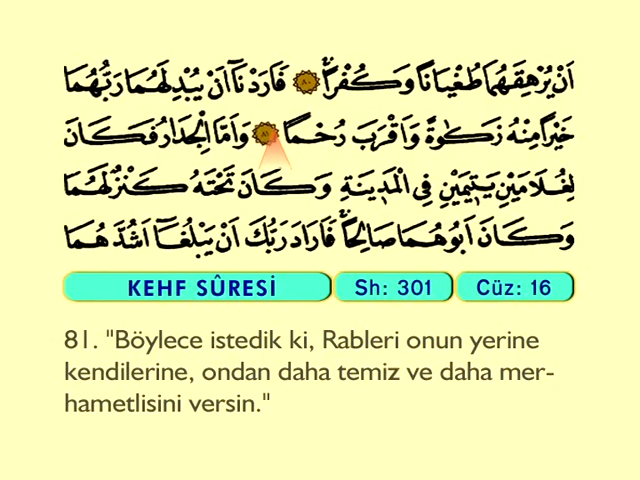 اَنْ يُرْهِقَهُمَا طُغْيَانًا وَكُفْرًاۚ ﴿٨٠﴾ فَاَرَدْنَٓا اَنْ يُبْدِلَهُمَا رَبُّهُمَا
خَيْرًا مِنْهُ زَكٰوةً وَاَقْرَبَ رُحْمًا ﴿٨١﴾ وَاَمَّا الْجِدَارُ فَكَانَ
لِغُلَامَيْنِ يَتِيمَيْنِ فِي الْمَدِينَةِ وَكَانَ تَحْتَهُ كَنْزٌ لَهُمَا
وَكَانَ اَبُوهُمَا صَالِحًاۚ فَاَرَادَ رَبُّكَ اَنْ يَبْلُغَٓا اَشُدَّهُمَا
KEHF SÛRESİ Sh: 301 Cüz: 16
81. "Böylece istedik ki, Rableri onun yerine
kendilerine, ondan daha temiz ve daha mer-
hametlisini versin."